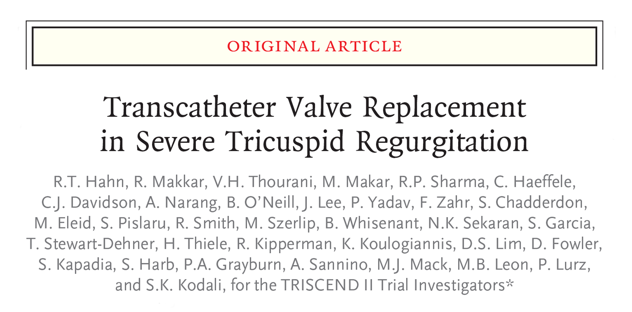 ORIGINAL ARTICLE
Transcatheter Valve Replacement
in Severe Tricuspid Regurgitation
R.T. Hahn, R. Makkar, V.H. Thourani, M. Makar, R.P. Sharma, C. Haeffele,
C.J. Davidson, A. Narang, B. O’Neill, J. Lee, P. Yadav, F. Zahr, S. Chadderdon,
M. Eleid, S. Pislaru, R. Smith, M. Szerlip, B. Whisenant, N.K. Sekaran, S. Garcia,
T. Stewart-Dehner, H. Thiele, R. Kipperman, K. Koulogiannis, D.S. Lim, D. Fowler,
S. Kapadia, S. Harb, P.A. Grayburn, A. Sannino, M.J. Mack, M.B. Leon, P. Lurz,
and S.K. Kodali, for the TRISCEND II Trial Investigators*